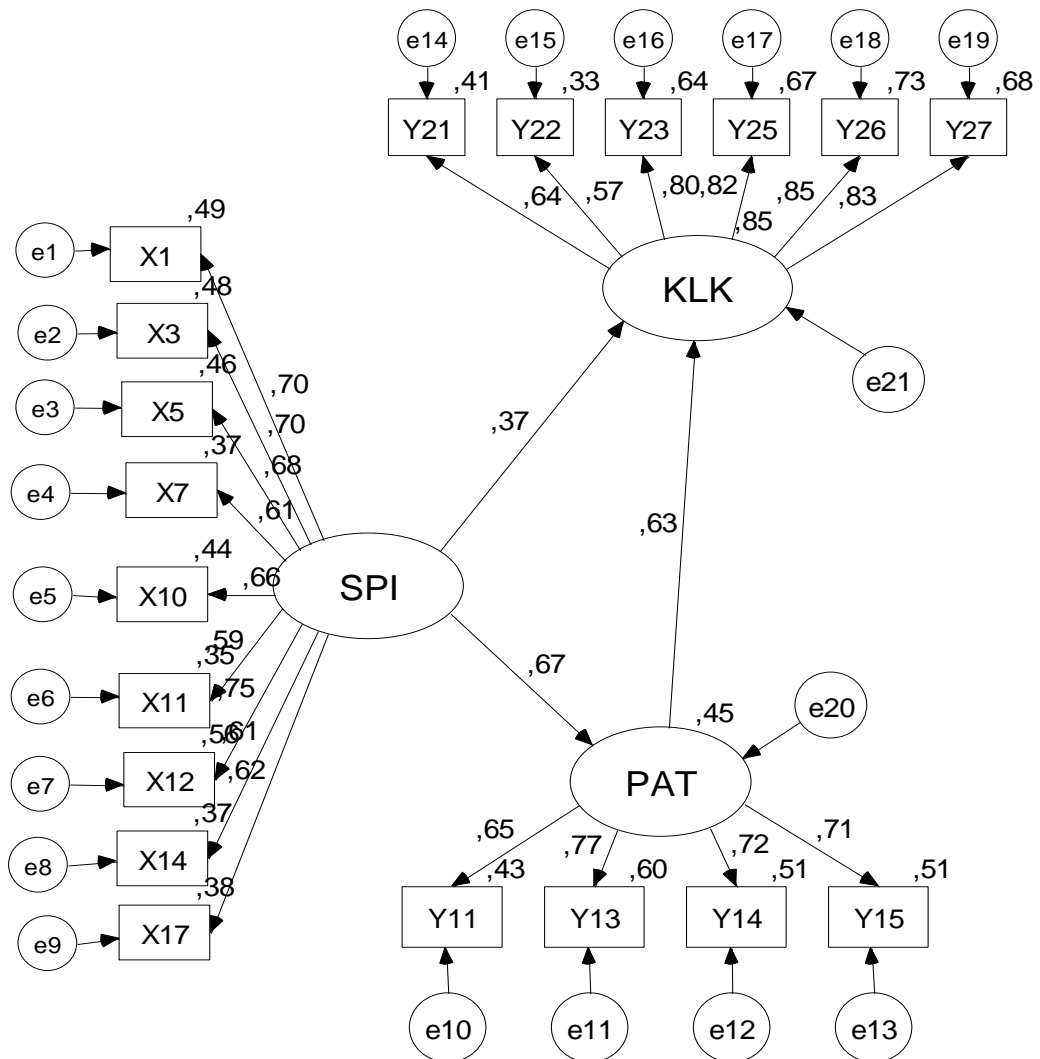 e14 e15 e16 e17 e18 e19
,41 ,33 ,64 ,67 ,73 ,68
Y21 Y22 Y23 Y25 Y26 Y27
,64 ,57 ,80 ,82 ,85 ,83
,85
KLK
e21
,49
e1 X1
,48
e2 X3
,46
e3 X5
,37
e4 X7
,44
e5 X10
,35
e6 X11
,56
e7 X12
,37
e8 X14
,38
e9 X17
,70
,70
,68
,61
,66
,59
,75
,61
,62
SPI
,37
,63
,67
,45
e20
PAT
,65 ,77 ,72 ,71
,43 ,60 ,51 ,51
Y11 Y13 Y14 Y15
e10 e11 e12 e13